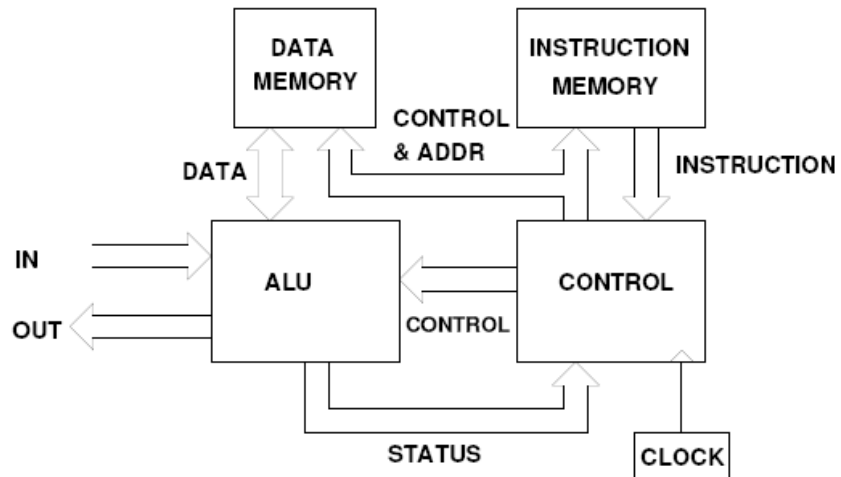 DATA
MEMORY
INSTRUCTION
MEMORY
CONTROL
& ADDR
DATA
INSTRUCTION
IN
ALU
CONTROL
OUT
CONTROL
STATUS
CLOCK